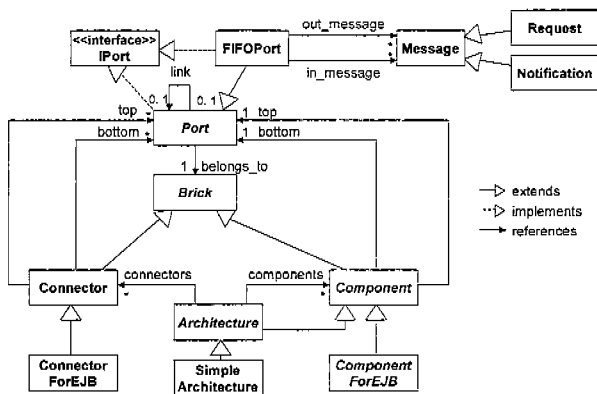 out_message
Request
<<interface>>
IPort
FIFOPort
*
*
Message
in_message
Notification
link
0. 1
0. 1
top
*
Port
1
top
bottom
*
1
bottom
1
belongs_to
Brick
extends
implements
references
Connector
connectors
*
components
*
Component
Architecture
Connector
ForEJB
Simple
Architecture
Component
ForEJB